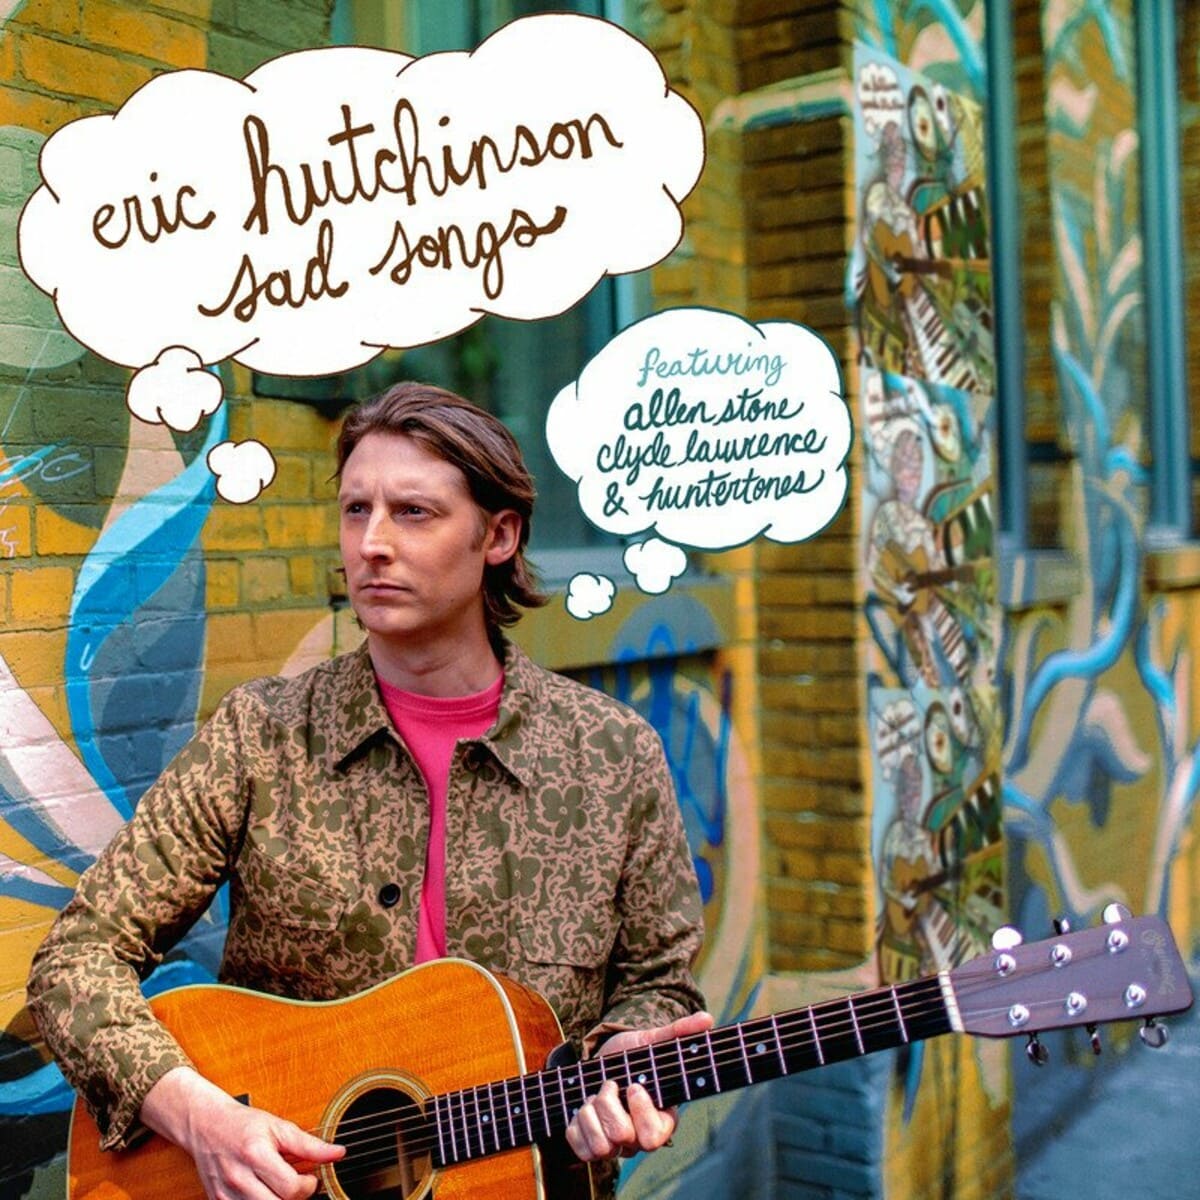 eric hutchinson
sad songs
featuring
allen stone
clyde lawrence
& huntertones